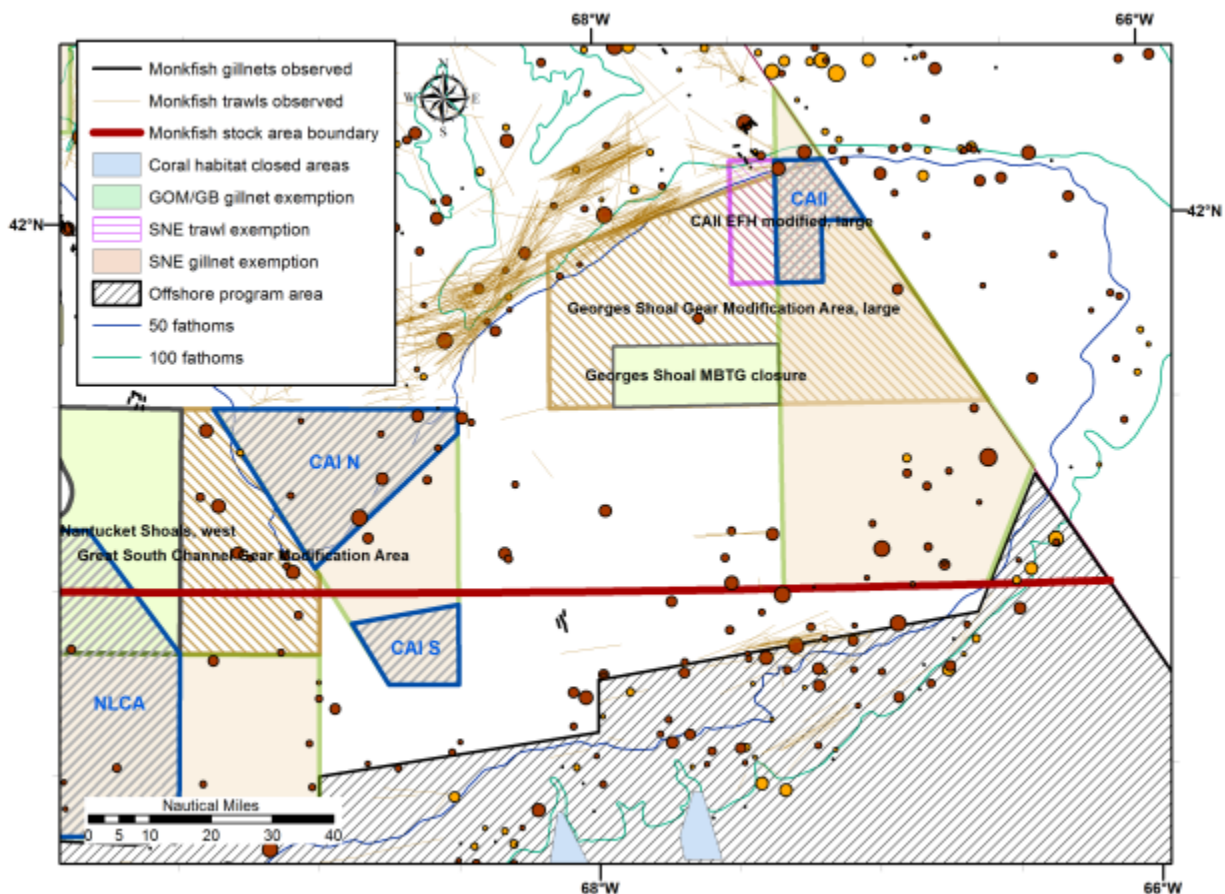 68°W
66°W
Monkfish gillnets observed
Monkfish trawls observed
Monkfish stock area boundary
Coral habitat closed areas
GOM/GB gillnet exemption
SNE trawl exemption
SNE gillnet exemption
Offshore program area
50 fathoms
100 fathoms
N
W
E
S
42°N
42°N
CAII
CAII EFH modified, large
Georges Shoal Gear Modification Area, large
Georges Shoal MBTG closure
CAI N
Nantucket Shoals, west
Great South Channel Gear Modification Area
CAI S
NLCA
Nautical Miles
0 5 10 20 30 40
68°W
66°W